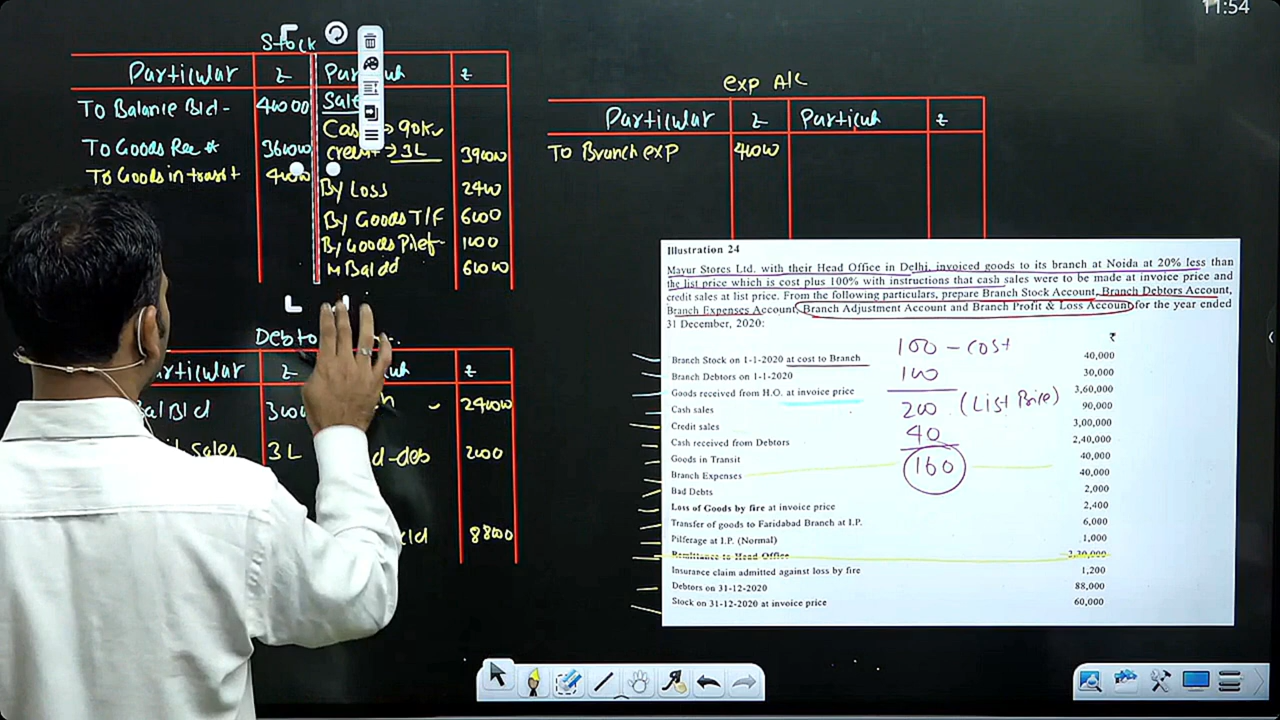 11:54
Stock
Particular ₹ ₹
To Balance Bld- 40000 Sale
90K
To Goods Rec 360000 credit → 3L 390000
To Goods in transit 40000
By Loss 2400
By Goods T/F 6000
By Goods Pilef- 1000
60000
Debto
₹ ₹
30000 240000
sales 3L 2000
88000
exp A/C
Particular ₹ Particular ₹
To Branch exp 40000
Illustration 24
Mayur Stores Ltd. with their Head Office in Delhi, invoiced goods to its branch at Noida at 20% less than
the list price which is cost plus 100% with instructions that cash sales were to be made at invoice price and
credit sales at list price. From the following particulars, prepare Branch Stock Account, Branch Debtors Account,
Branch Expenses Account, Branch Adjustment Account and Branch Profit & Loss Account for the year ended
31 December, 2020:
₹
Branch Stock on 1-1-2020 at cost to Branch 40,000
Branch Debtors on 1-1-2020 30,000
Goods received from H.O. at invoice price 3,60,000
Cash sales 90,000
Credit sales 3,00,000
Cash received from Debtors 2,40,000
Goods in Transit 40,000
Branch Expenses 40,000
Bad Debts 2,000
Loss of Goods by fire at invoice price 2,400
Transfer of goods to Faridabad Branch at I.P. 6,000
Pilferage at I.P. (Normal) 1,000
Remittance to Head Office 3,30,000
Insurance claim admitted against loss by fire 1,200
Debtors on 31-12-2020 88,000
Stock on 31-12-2020 at invoice price 60,000
100 - cost
100
200 (List Price)
40
160